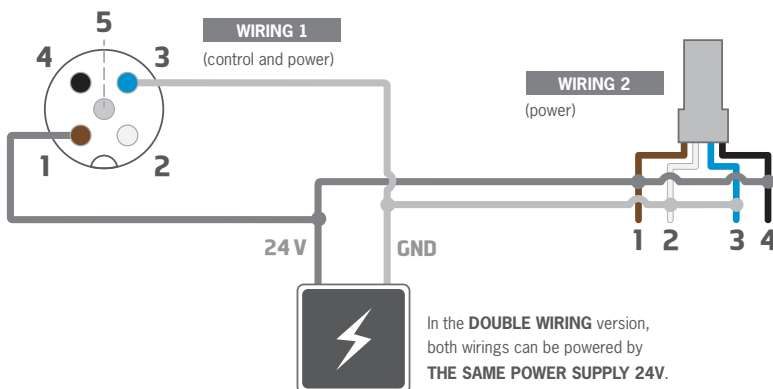 5
WIRING 1
4
3
(control and power)
WIRING 2
(power)
1
2
24 V
GND
1
2
3
4
In the DOUBLE WIRING version,
both wirings can be powered by
THE SAME POWER SUPPLY 24V.